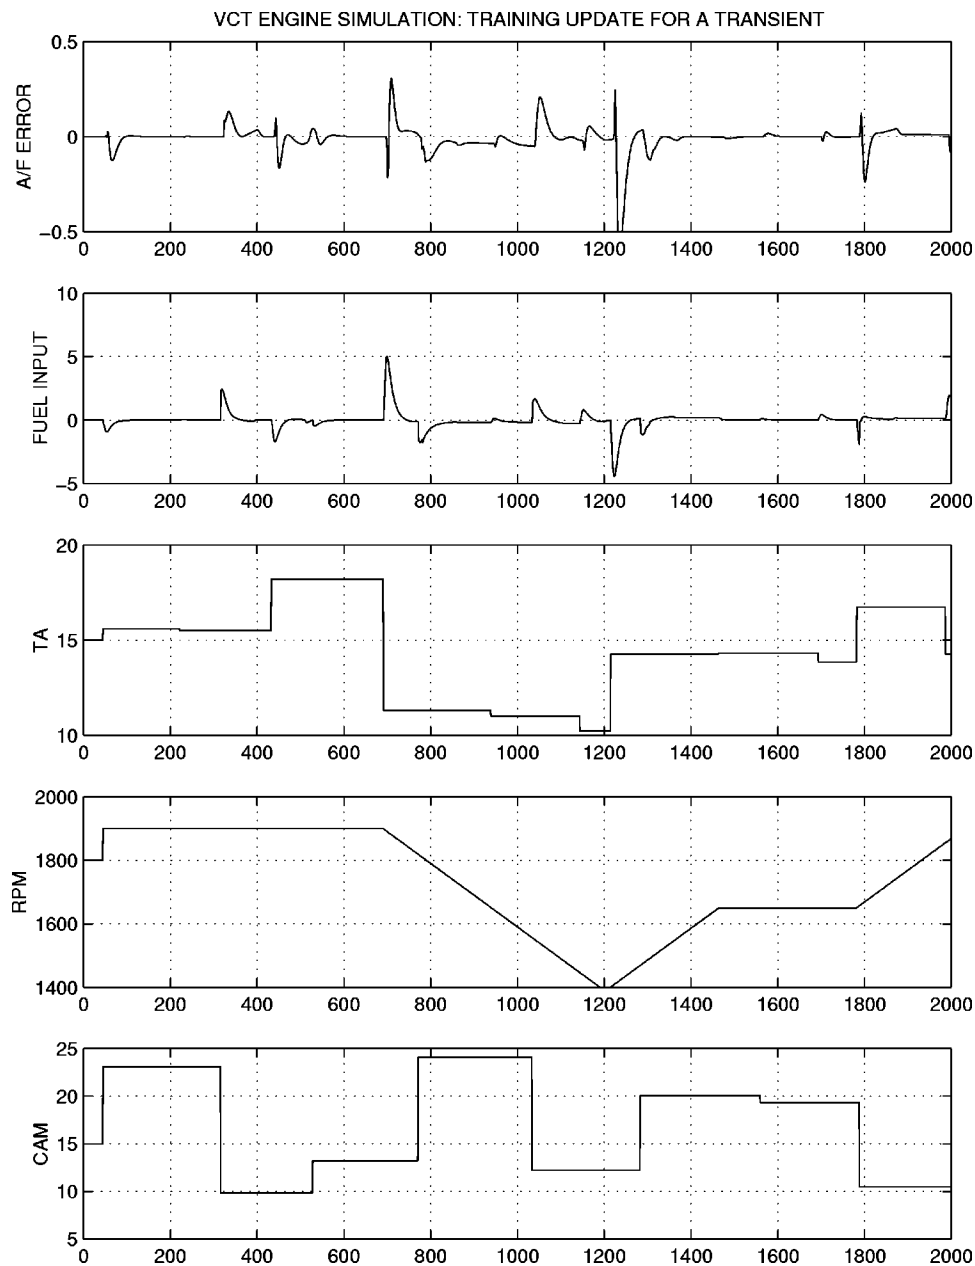 VCT ENGINE SIMULATION: TRAINING UPDATE FOR A TRANSIENT
A/F ERROR
0.5
0
−0.5
0 200 400 600 800 1000 1200 1400 1600 1800 2000
FUEL INPUT
10
5
0
−5
0 200 400 600 800 1000 1200 1400 1600 1800 2000
TA
20
15
10
0 200 400 600 800 1000 1200 1400 1600 1800 2000
RPM
2000
1800
1600
1400
0 200 400 600 800 1000 1200 1400 1600 1800 2000
CAM
25
20
15
10
5
0 200 400 600 800 1000 1200 1400 1600 1800 2000